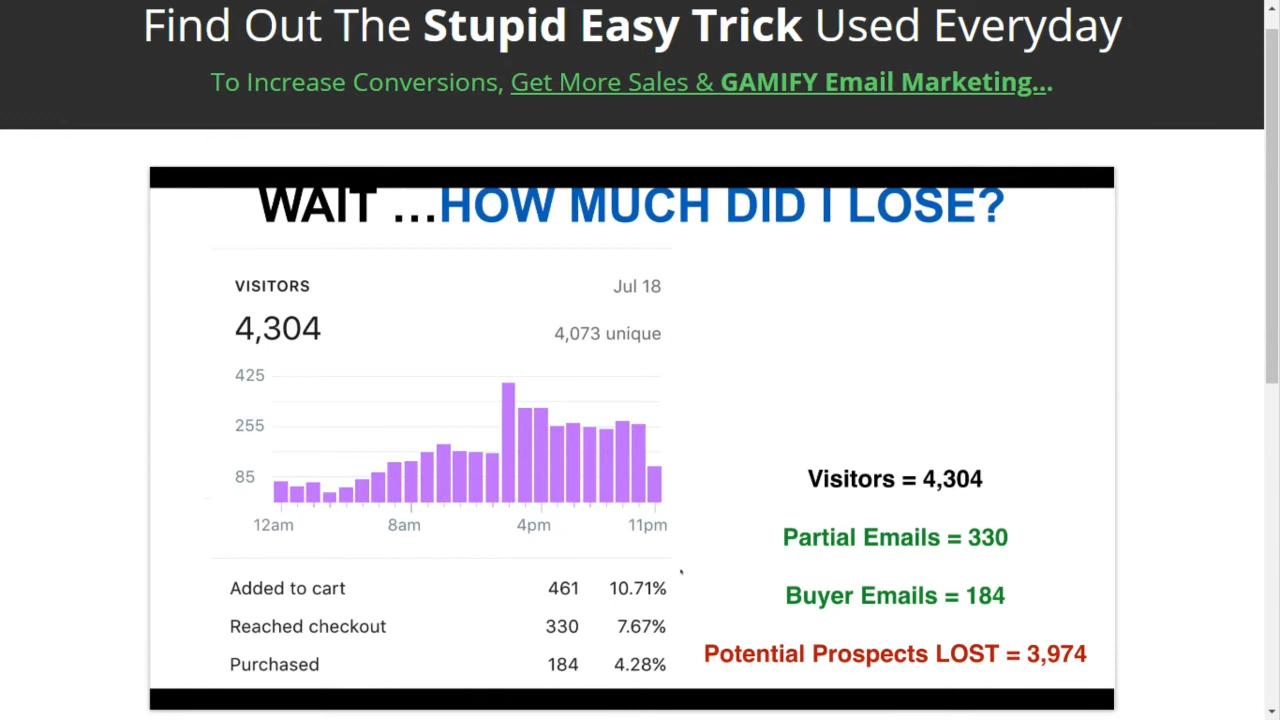 Find Out The Stupid Easy Trick Used Everyday
To Increase Conversions, Get More Sales & GAMIFY Email Marketing...
WAIT ...HOW MUCH DID I LOSE?
VISITORS Jul 18
4,304 4,073 unique
425
255
85
12am 8am 4pm 11pm
Added to cart 461 10.71%
Reached checkout 330 7.67%
Purchased 184 4.28%
Visitors = 4,304
Partial Emails = 330
Buyer Emails = 184
Potential Prospects LOST = 3,974